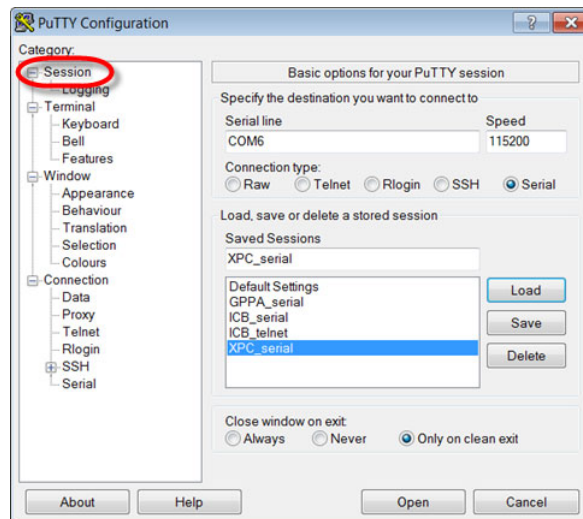 PuTTY Configuration
Category:
Session
Logging
Terminal
Keyboard
Bell
Features
Window
Appearance
Behaviour
Translation
Selection
Colours
Connection
Data
Proxy
Telnet
Rlogin
SSH
Serial
Basic options for your PuTTY session
Specify the destination you want to connect to
Serial line Speed
COM6 115200
Connection type:
Raw Telnet Rlogin SSH Serial
Load, save or delete a stored session
Saved Sessions
XPC_serial
Default Settings
GPPA_serial
ICB_serial
ICB_telnet
XPC_serial
Load
Save
Delete
Close window on exit:
Always Never Only on clean exit
About Help Open Cancel